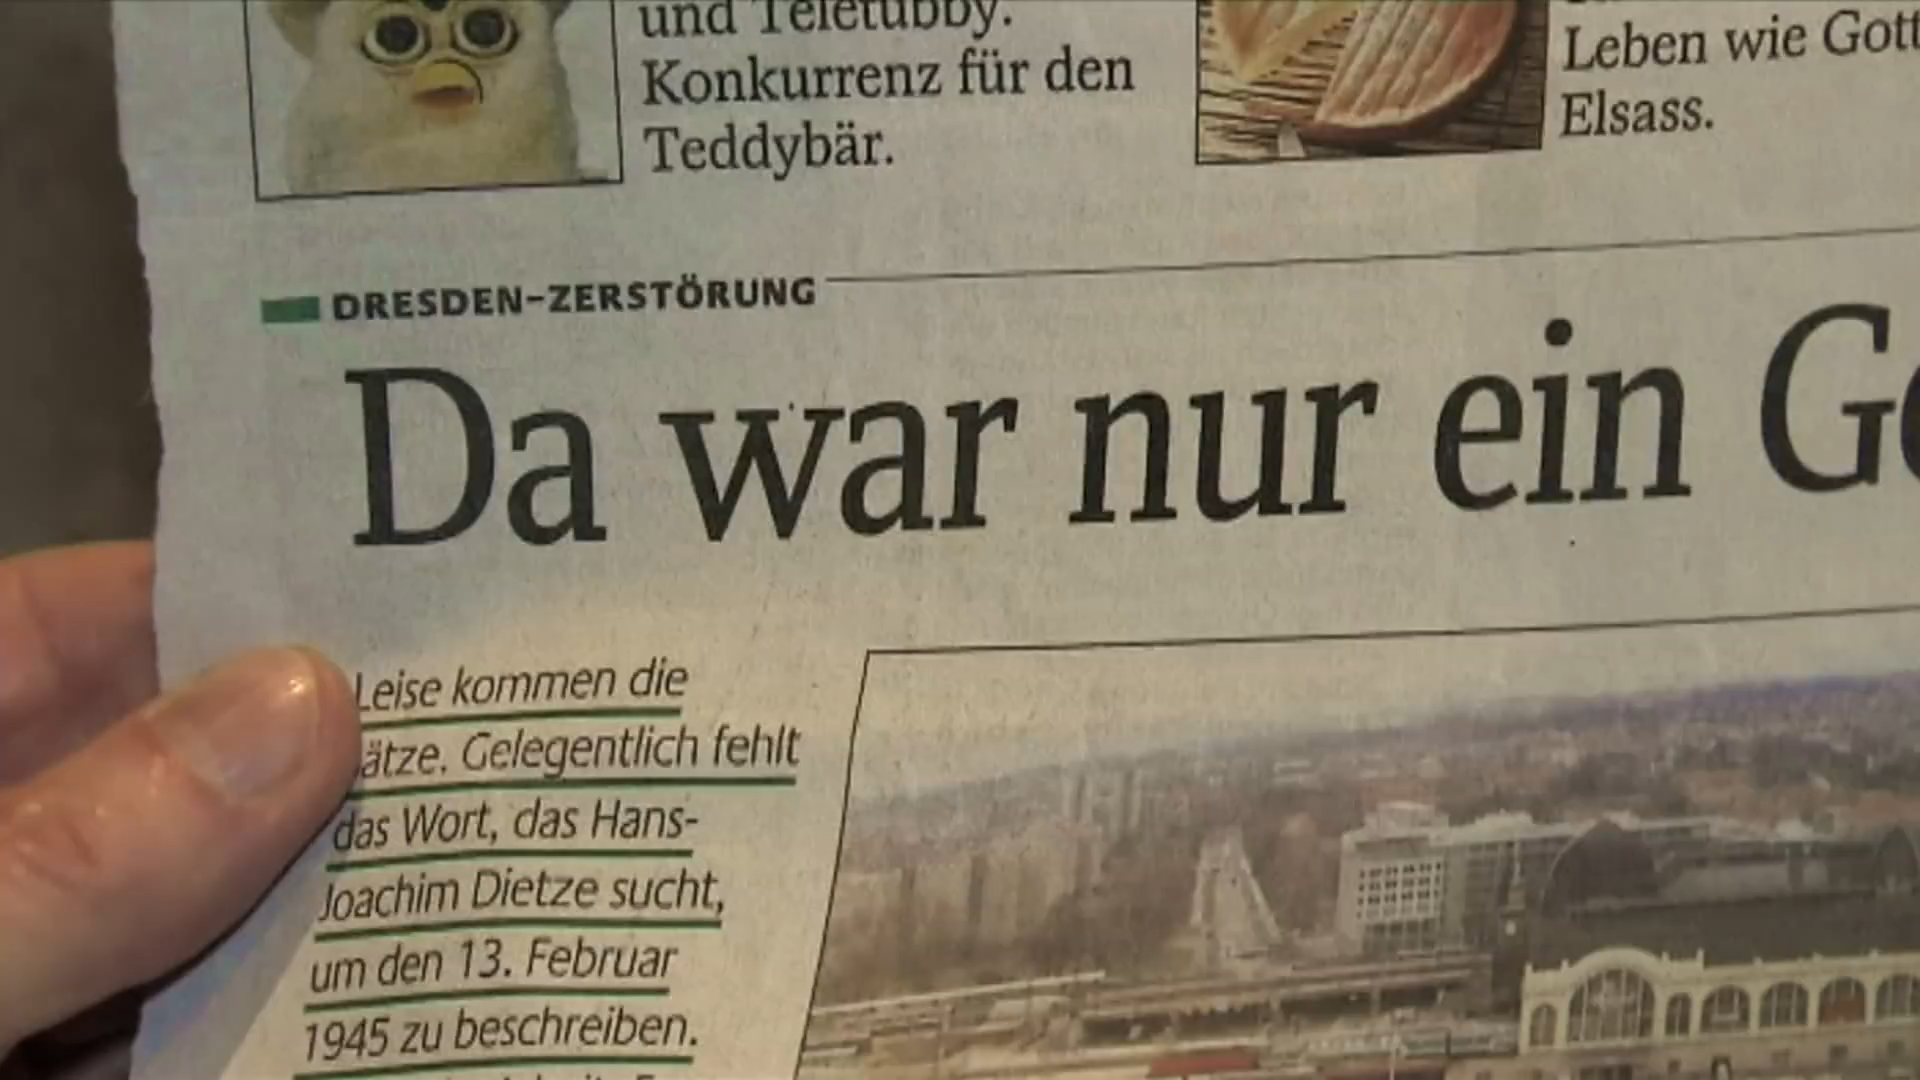 und Teletubby.
Konkurrenz für den
Teddybär.
Leben wie Gott
Elsass.
DRESDEN-ZERSTÖRUNG
Da war nur ein Ge
Leise kommen die
ätze. Gelegentlich fehlt
das Wort, das Hans-
Joachim Dietze sucht,
um den 13. Februar
1945 zu beschreiben.